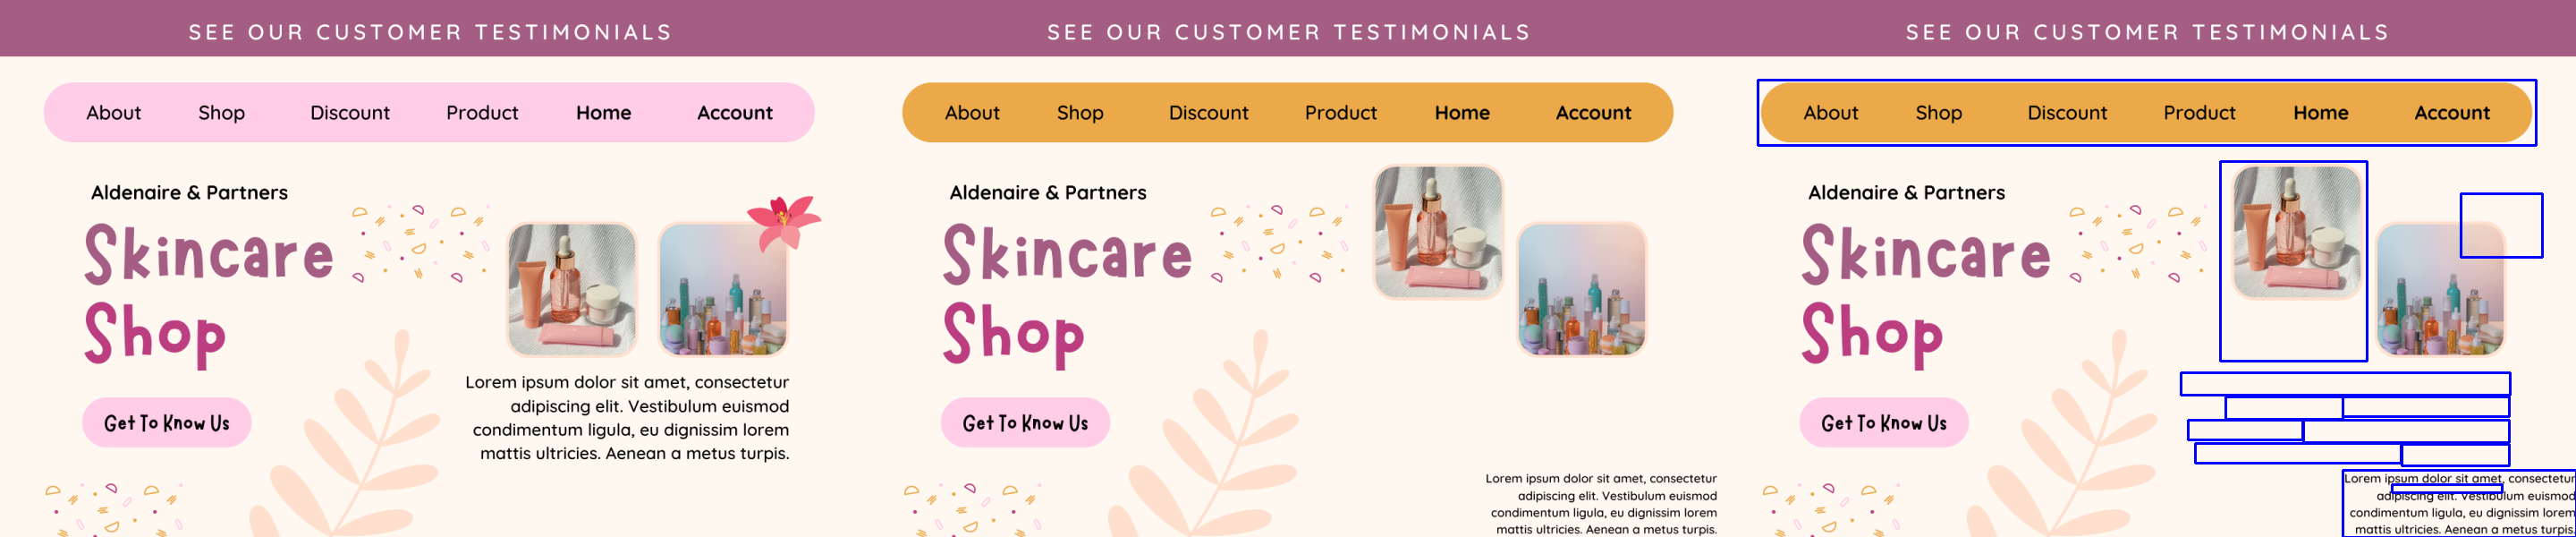 SEE OUR CUSTOMER TESTIMONIALS
About Shop Discount Product Home Account
Aldenaire & Partners
Skincare
Shop
Get To Know Us
Lorem ipsum dolor sit amet, consectetur
adipiscing elit. Vestibulum euismod
condimentum ligula, eu dignissim lorem
mattis ultricies. Aenean a metus turpis.
SEE OUR CUSTOMER TESTIMONIALS
About Shop Discount Product Home Account
Aldenaire & Partners
Skincare
Shop
Get To Know Us
Lorem ipsum dolor sit amet, consectetur
adipiscing elit. Vestibulum euismod
condimentum ligula, eu dignissim lorem
mattis ultricies. Aenean a metus turpis.
SEE OUR CUSTOMER TESTIMONIALS
About Shop Discount Product Home Account
Aldenaire & Partners
Skincare
Shop
Get To Know Us
Lorem ipsum dolor sit amet, consectetur
adipiscing elit. Vestibulum euismod
condimentum ligula, eu dignissim lorem
mattis ultricies. Aenean a metus turpis.